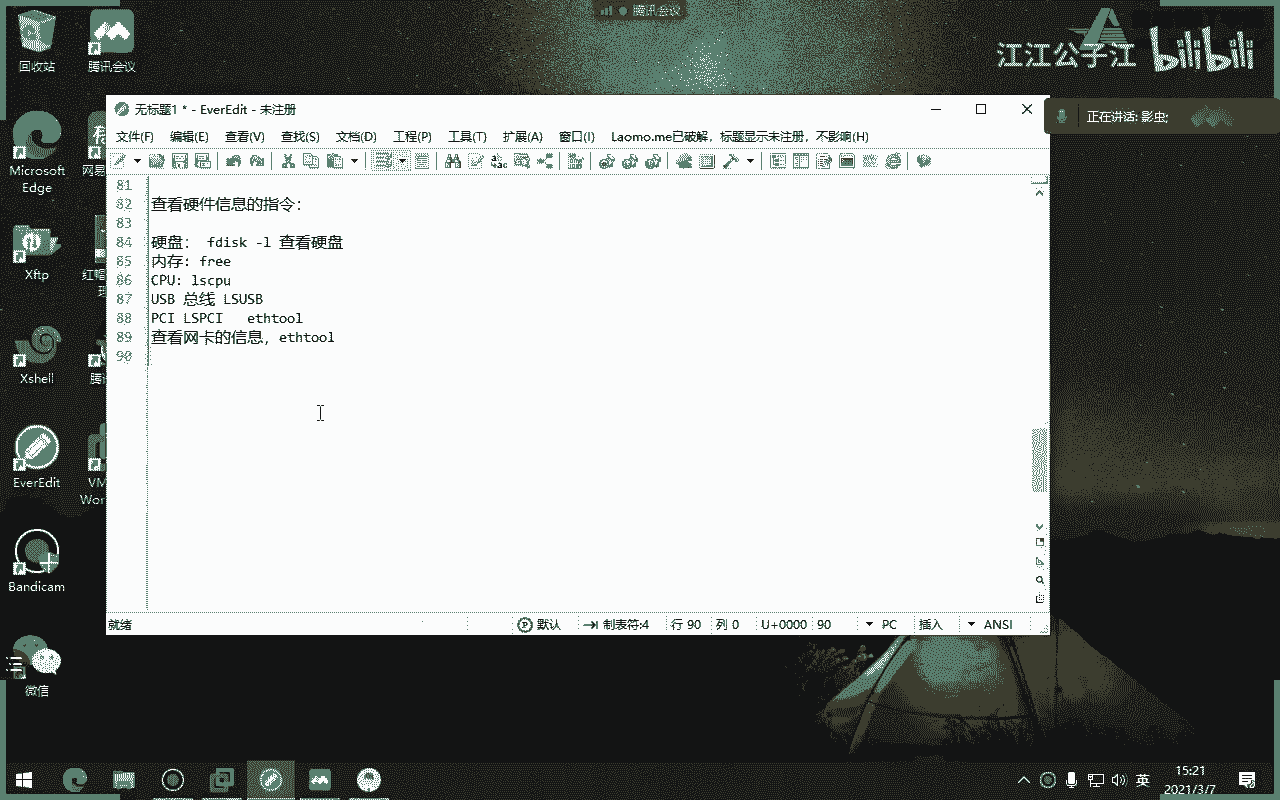 腾讯会议
江江公子江 bilibili
回收站
腾讯会议
Microsoft Edge
Xftp
Xshell
EverEdit
Bandicam
微信
无标题1 * - EverEdit - 未注册
正在讲话: 影虫;
文件(F) 编辑(E) 查看(V) 查找(S) 文档(D) 工程(P) 工具(T) 扩展(A) 窗口(I) Laomo.me已破解，标题显示未注册，不影响(H)
81
82 查看硬件信息的指令：
83
84 硬盘： fdisk -l 查看硬盘
85 内存：free
86 CPU：lscpu
87 USB 总线 LSUSB
88 PCI LSPCI ethtool
89 查看网卡的信息，ethtool
90
就绪 默认 制表符:4 行 90 列 0 U+0000 90 PC 插入 ANSI
英
15:21
2021/3/7